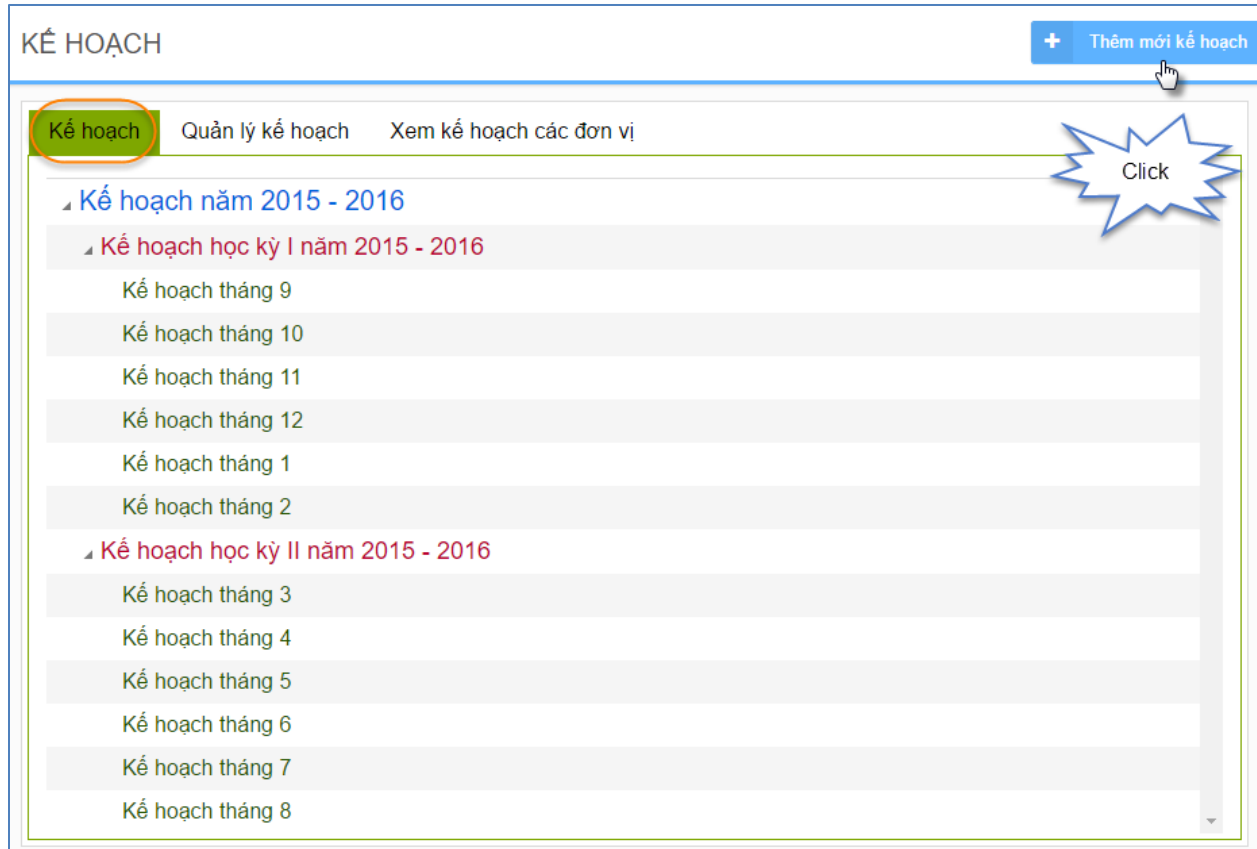 KẾ HOẠCH
Thêm mới kế hoạch
Kế hoạch Quản lý kế hoạch Xem kế hoạch các đơn vị
Click
Kế hoạch năm 2015 - 2016
Kế hoạch học kỳ I năm 2015 - 2016
Kế hoạch tháng 9
Kế hoạch tháng 10
Kế hoạch tháng 11
Kế hoạch tháng 12
Kế hoạch tháng 1
Kế hoạch tháng 2
Kế hoạch học kỳ II năm 2015 - 2016
Kế hoạch tháng 3
Kế hoạch tháng 4
Kế hoạch tháng 5
Kế hoạch tháng 6
Kế hoạch tháng 7
Kế hoạch tháng 8